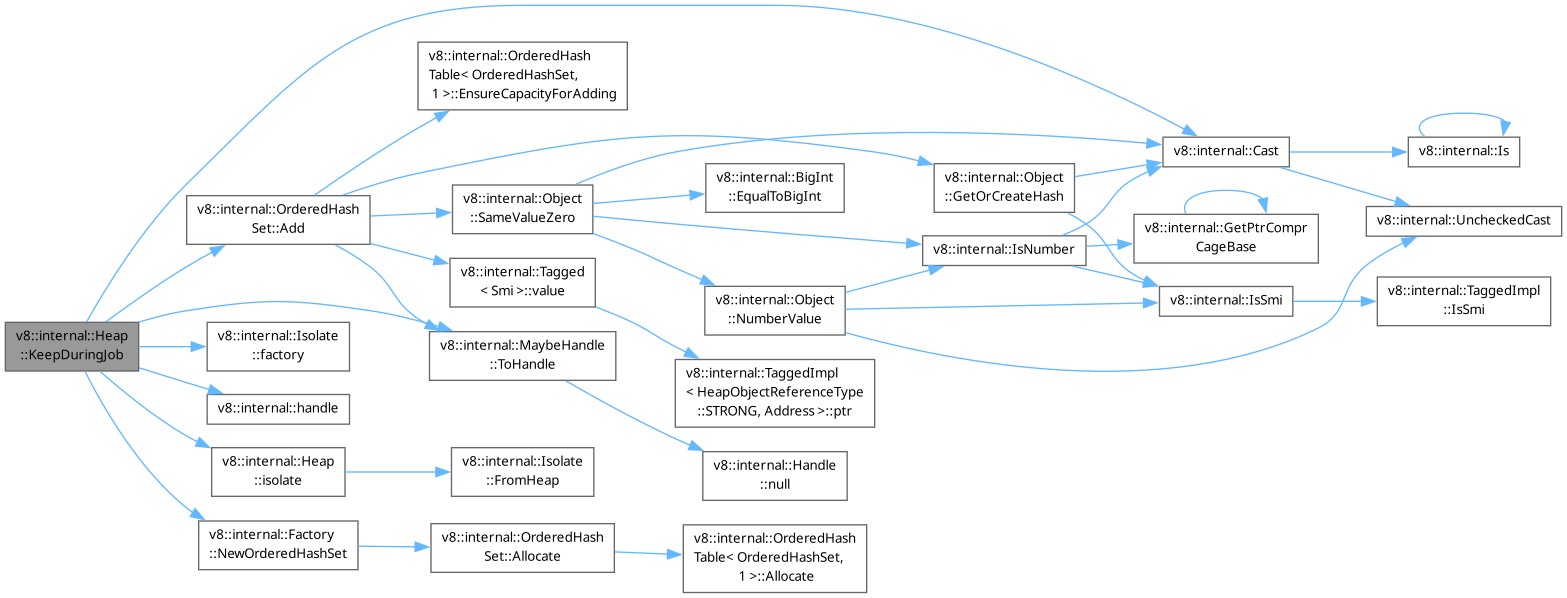 v8::internal::Heap
::KeepDuringJob
v8::internal::OrderedHash
Set::Add
v8::internal::Isolate
::factory
v8::internal::handle
v8::internal::Heap
::isolate
v8::internal::Factory
::NewOrderedHashSet
v8::internal::OrderedHash
Table< OrderedHashSet,
1 >::EnsureCapacityForAdding
v8::internal::Object
::SameValueZero
v8::internal::Tagged
< Smi >::value
v8::internal::MaybeHandle
::ToHandle
v8::internal::Isolate
::FromHeap
v8::internal::OrderedHash
Set::Allocate
v8::internal::BigInt
::EqualToBigInt
v8::internal::Object
::NumberValue
v8::internal::TaggedImpl
< HeapObjectReferenceType
::STRONG, Address >::ptr
v8::internal::Handle
::null
v8::internal::OrderedHash
Table< OrderedHashSet,
1 >::Allocate
v8::internal::Object
::GetOrCreateHash
v8::internal::IsNumber
v8::internal::Cast
v8::internal::GetPtrCompr
CageBase
v8::internal::IsSmi
v8::internal::Is
v8::internal::UncheckedCast
v8::internal::TaggedImpl
::IsSmi